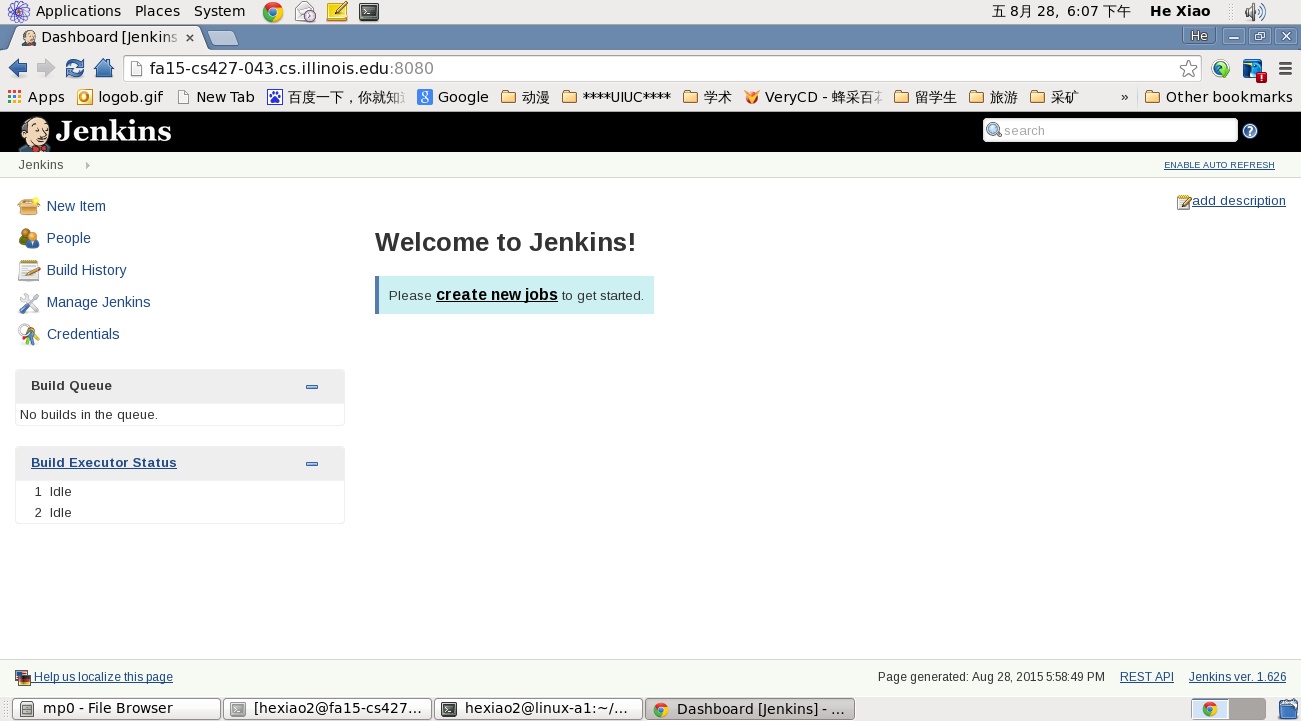 Applications Places System 五 8月 28, 6:07 下午 He Xiao
Dashboard [Jenkins × He
fa15-cs427-043.cs.illinois.edu:8080
Apps logob.gif New Tab 百度一下，你就知 Google 动漫 ****UIUC**** 学术 VeryCD - 蜂采百 留学生 旅游 采矿 » Other bookmarks
Jenkins search
Jenkins ENABLE AUTO REFRESH
add description
New Item
People
Build History
Manage Jenkins
Credentials
Welcome to Jenkins!
Please create new jobs to get started.
Build Queue
No builds in the queue.
Build Executor Status
1 Idle
2 Idle
Help us localize this page Page generated: Aug 28, 2015 5:58:49 PM REST API Jenkins ver. 1.626
mp0 - File Browser [hexiao2@fa15-cs427... hexiao2@linux-a1:~/... Dashboard [Jenkins] - ...